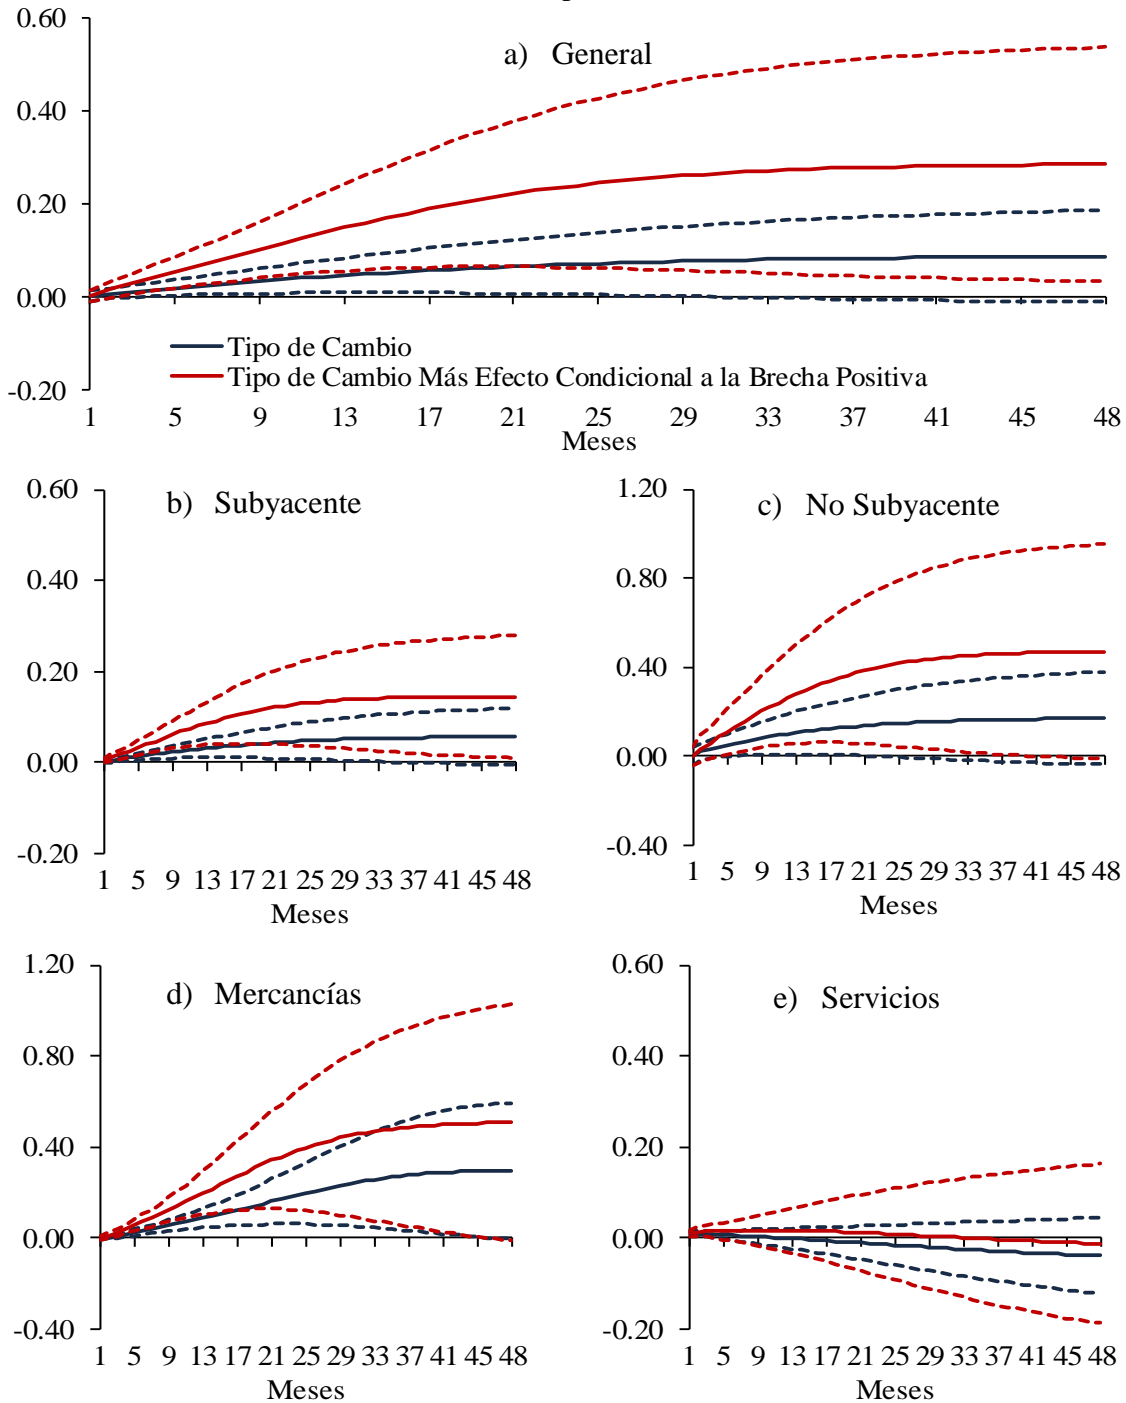 0.60
a) General
0.40
0.20
0.00
Tipo de Cambio
Tipo de Cambio Más Efecto Condicional a la Brecha Positiva
-0.20
1 5 9 13 17 21 25 29 33 37 41 45 48
Meses
0.60
b) Subyacente
0.40
0.20
0.00
-0.20
1 5 9 13 17 21 25 29 33 37 41 45 48
Meses
1.20
c) No Subyacente
0.80
0.40
0.00
-0.40
1 5 9 13 17 21 25 29 33 37 41 45 48
Meses
1.20
d) Mercancías
0.80
0.40
0.00
-0.40
1 5 9 13 17 21 25 29 33 37 41 45 48
Meses
0.60
e) Servicios
0.40
0.20
0.00
-0.20
1 5 9 13 17 21 25 29 33 37 41 45 48
Meses